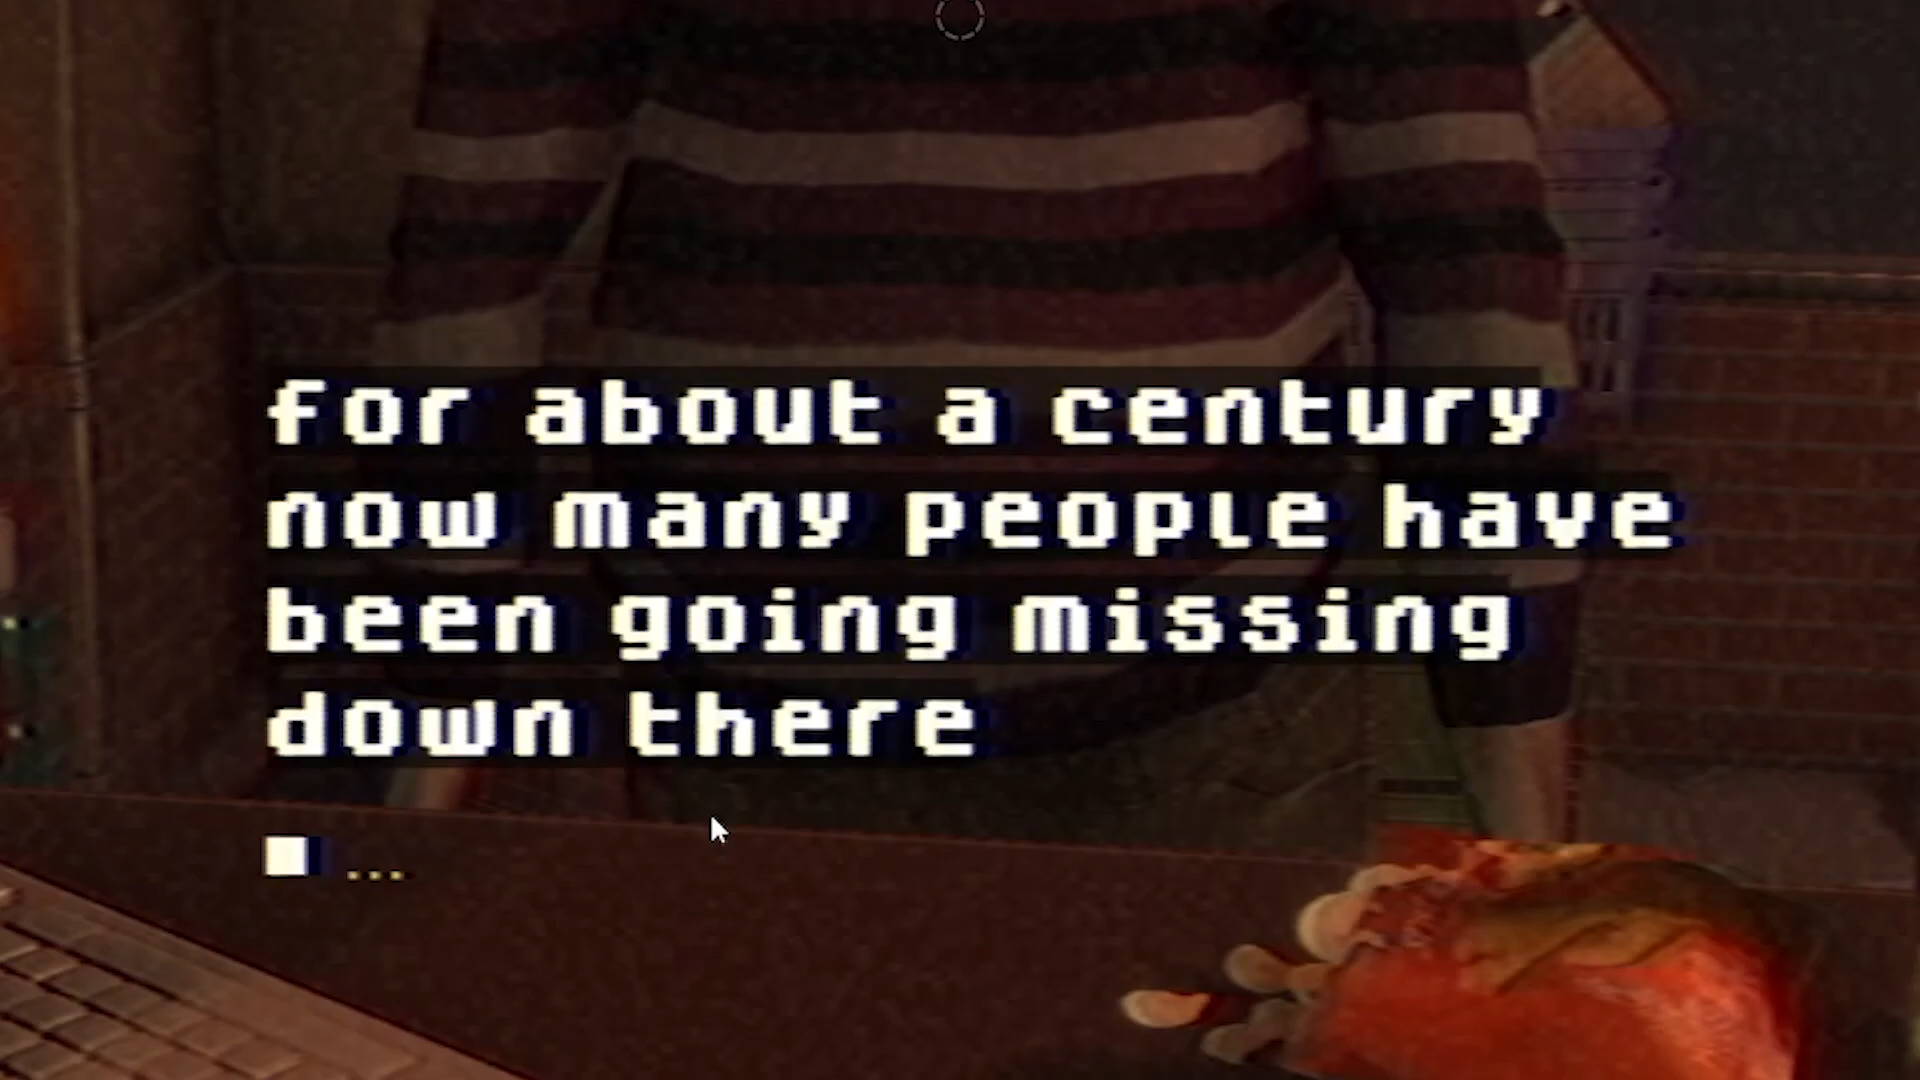 for about a century
now many people have
been going missing
down there
...